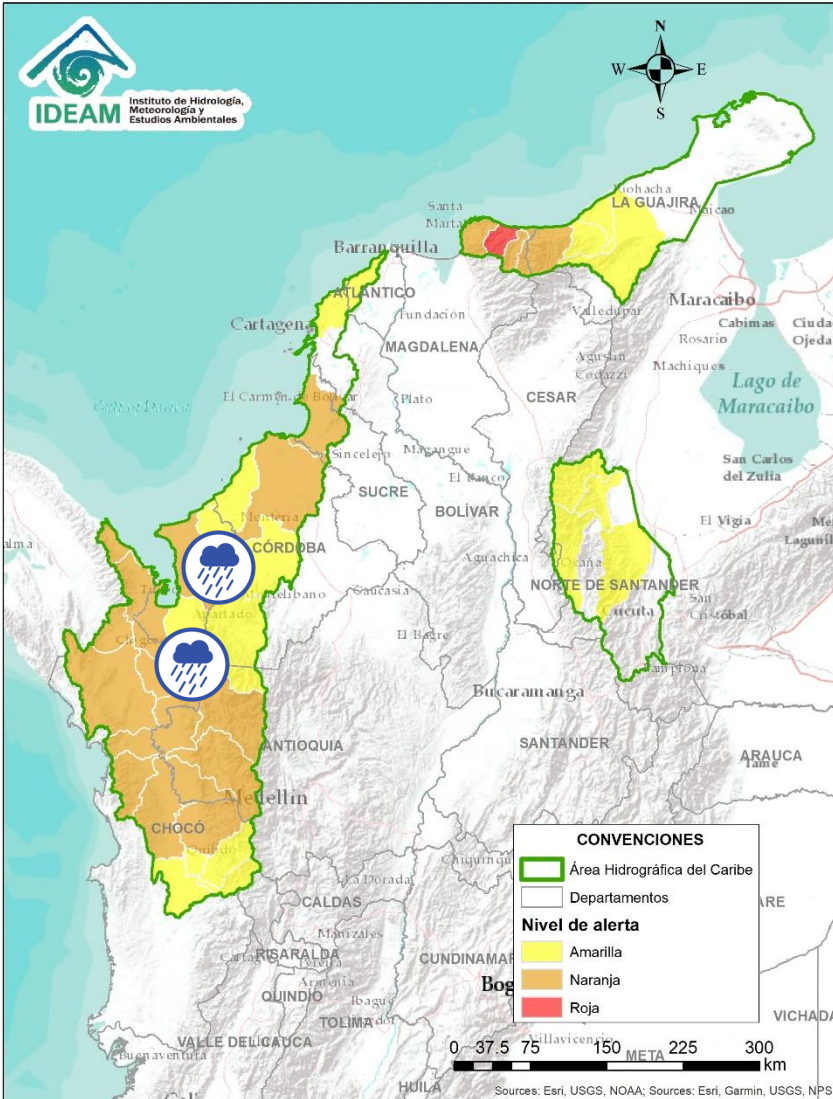 IDEAM
Instituto de Hidrología,
Meteorología y
Estudios Ambientales
N
W
E
S
Riohacha
LA GUAJIRA
Maicao
Santa
Marta
Barranquilla
ATLÁNTICO
Cartagena
Fundación
MAGDALENA
Valledupar
Maracaibo
Cabimas
Ciudad
Ojeda
Rosario
Machiques
Agustín
Codazzi
Lago de
Maracaibo
El Carmen de Bolívar
Plato
CESAR
Sincelejo
Magangue
El Banco
San Carlos
del Zulia
SUCRE
BOLÍVAR
Montería
El Vigía
CÓRDOBA
Aguachica
Ocaña
NORTE DE SANTANDER
San
Cristóbal
Caucasia
Apartadó
Cucuta
El Bagre
Pamplona
Bucaramanga
ANTIOQUIA
SANTANDER
ARAUCA
Tame
Medellín
CHOCÓ
Quibdó
La Dorada
CALDAS
Manizales
RISARALDA
Pereira
Armenia
QUINDÍO
Ibague
TOLIMA
CUNDINAMAR
Bog
VALLE DEL CAUCA
Buenaventura
Villavicencio
META
VICHADA
HUILA
CONVENCIONES
Área Hidrográfica del Caribe
Departamentos
Nivel de alerta
Amarilla
Naranja
Roja
0 37.5 75 150 225 300
km
Sources: Esri, USGS, NOAA; Sources: Esri, Garmin, USGS, NPS